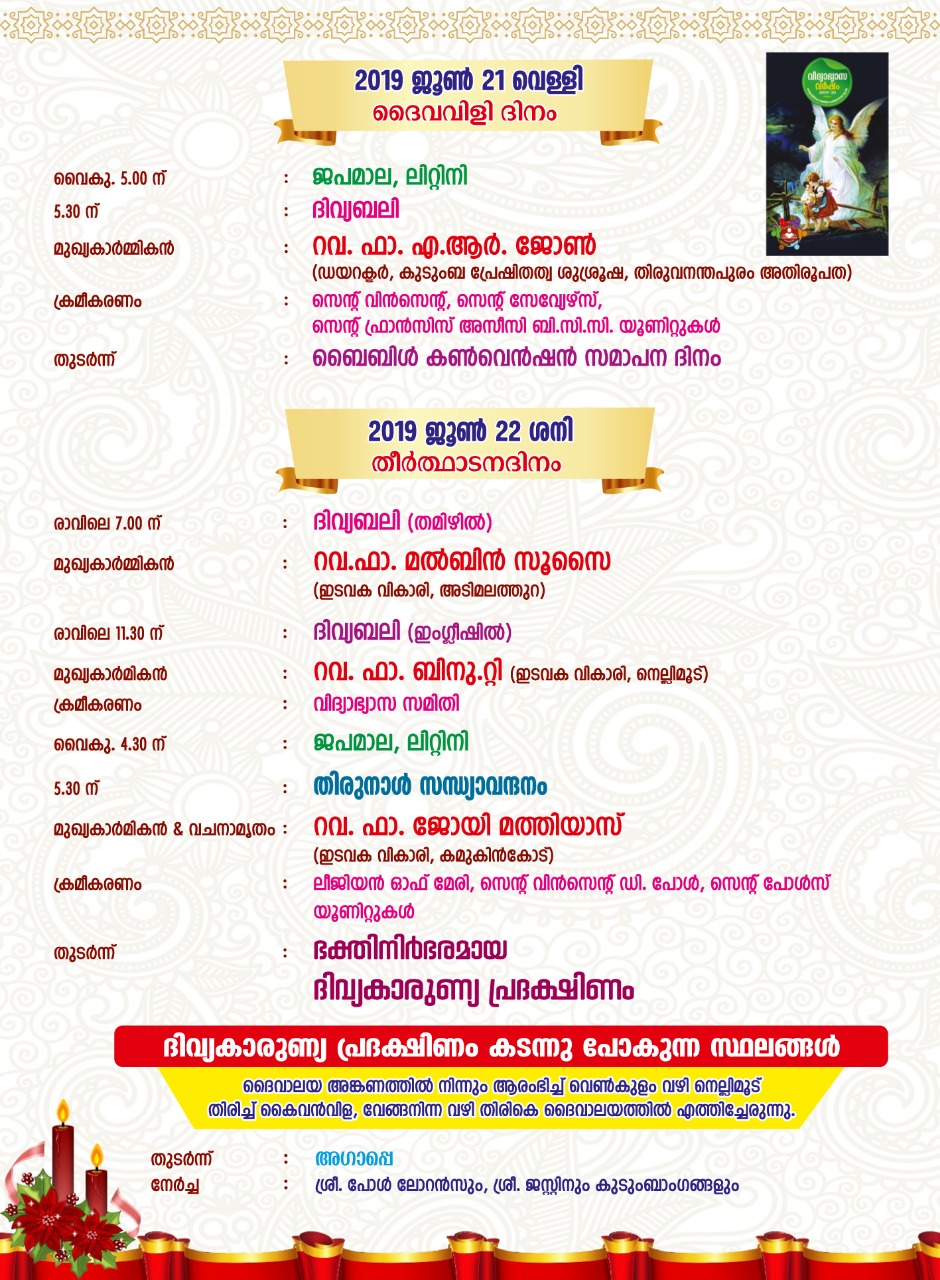 2019 ജൂൺ 21 വെള്ളി
ദൈവവിളി ദിനം
വിദ്യാഭ്യാസ
വർഷം
വൈകു. 5.00 ന് : ജപമാല, ലിറ്റിനി
5.30 ന് : ദിവ്യബലി
മുഖ്യകാർമ്മികൻ : റവ. ഫാ. എ.ആർ. ജോൺ
(ഡയറക്ടർ, കുടുംബ പ്രേഷിതത്വ ശുശ്രൂഷ, തിരുവനന്തപുരം അതിരൂപത)
ക്രമീകരണം : സെന്റ് വിൻസെന്റ്, സെന്റ് സേവ്യേഴ്സ്,
സെന്റ് ഫ്രാൻസിസ് അസീസി ബി.സി.സി. യൂണിറ്റുകൾ
തുടർന്ന് : ബൈബിൾ കൺവെൻഷൻ സമാപന ദിനം
2019 ജൂൺ 22 ശനി
തീർത്ഥാടനദിനം
രാവിലെ 7.00 ന് : ദിവ്യബലി (തമിഴിൽ)
മുഖ്യകാർമ്മികൻ : റവ.ഫാ. മൽബിൻ സൂസൈ
(ഇടവക വികാരി, അടിമലത്തുറ)
രാവിലെ 11.30 ന് : ദിവ്യബലി (ഇംഗ്ലീഷിൽ)
മുഖ്യകാർമികൻ : റവ. ഫാ. ബിനു.റ്റി (ഇടവക വികാരി, നെല്ലിമൂട്)
ക്രമീകരണം : വിദ്യാഭ്യാസ സമിതി
വൈകു. 4.30 ന് : ജപമാല, ലിറ്റിനി
5.30 ന് : തിരുനാൾ സന്ധ്യാവന്ദനം
മുഖ്യകാർമികൻ & വചനാമൃതം : റവ. ഫാ. ജോയി മത്തിയാസ്
(ഇടവക വികാരി, കമുകിൻകോട്)
ക്രമീകരണം : ലീജിയൻ ഓഫ് മേരി, സെന്റ് വിൻസെന്റ് ഡി. പോൾ, സെന്റ് പോൾസ്
യൂണിറ്റുകൾ
തുടർന്ന് : ഭക്തിനിർഭരമായ
ദിവ്യകാരുണ്യ പ്രദക്ഷിണം
ദിവ്യകാരുണ്യ പ്രദക്ഷിണം കടന്നു പോകുന്ന സ്ഥലങ്ങൾ
ദൈവാലയ അങ്കണത്തിൽ നിന്നും ആരംഭിച്ച് വെൺകുളം വഴി നെല്ലിമൂട്
തിരിച്ച് കൈവൻവിള, വേങ്ങനിന്ന വഴി തിരികെ ദൈവാലയത്തിൽ എത്തിച്ചേരുന്നു.
തുടർന്ന് : അഗാപ്പെ
നേർച്ച : ശ്രീ. പോൾ ലോറൻസും, ശ്രീ. ജസ്റ്റിനും കുടുംബാംഗങ്ങളും